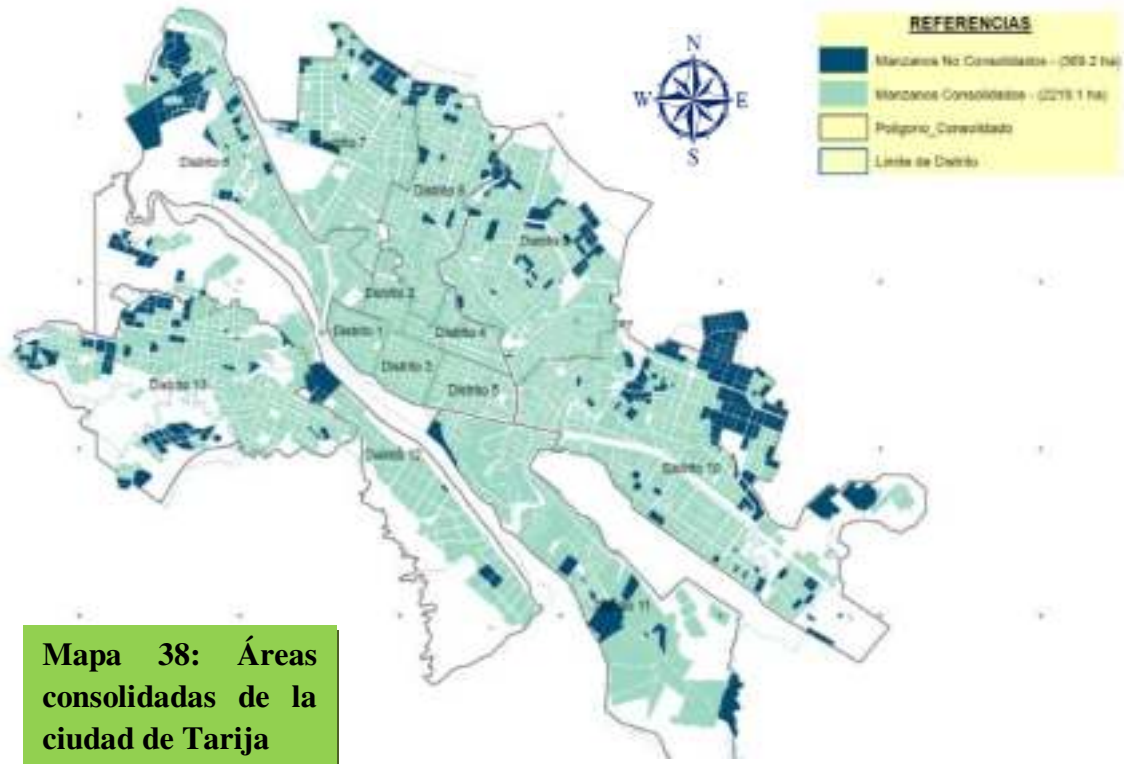 REFERENCIAS
Manzanos No Consolidados - (369.2 ha)
Manzanos Consolidados - (2219.1 ha)
Poligono_Consolidado
Limite de Distrito
N
W E
S
Distrito 6
Distrito 8
Distrito 9
Distrito 2
Distrito 1
Distrito 4
Distrito 3
Distrito 5
Distrito 13
Distrito 12
Distrito 10
11
Mapa 38: Áreas
consolidadas de la
ciudad de Tarija